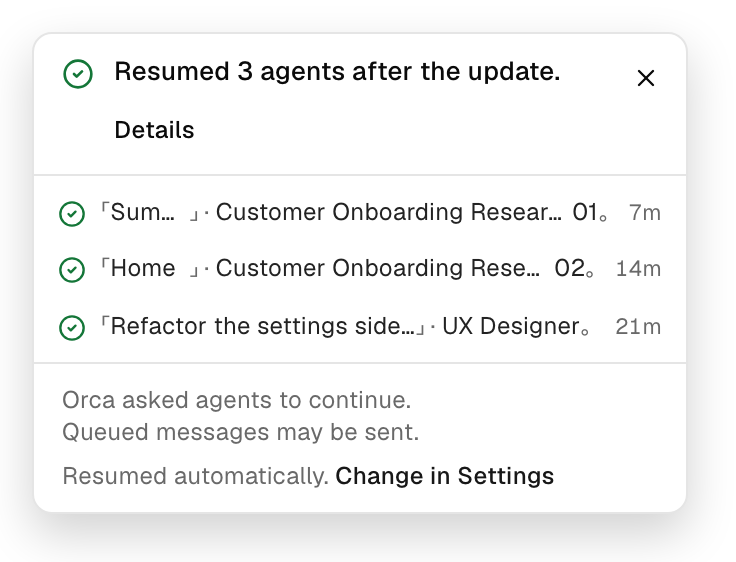 Resumed 3 agents after the update.
Details
「Sum… 」· Customer Onboarding Resear… 01。 7m
「Home 」· Customer Onboarding Rese… 02。 14m
「Refactor the settings side…」· UX Designer。 21m
Orca asked agents to continue.
Queued messages may be sent.
Resumed automatically. Change in Settings